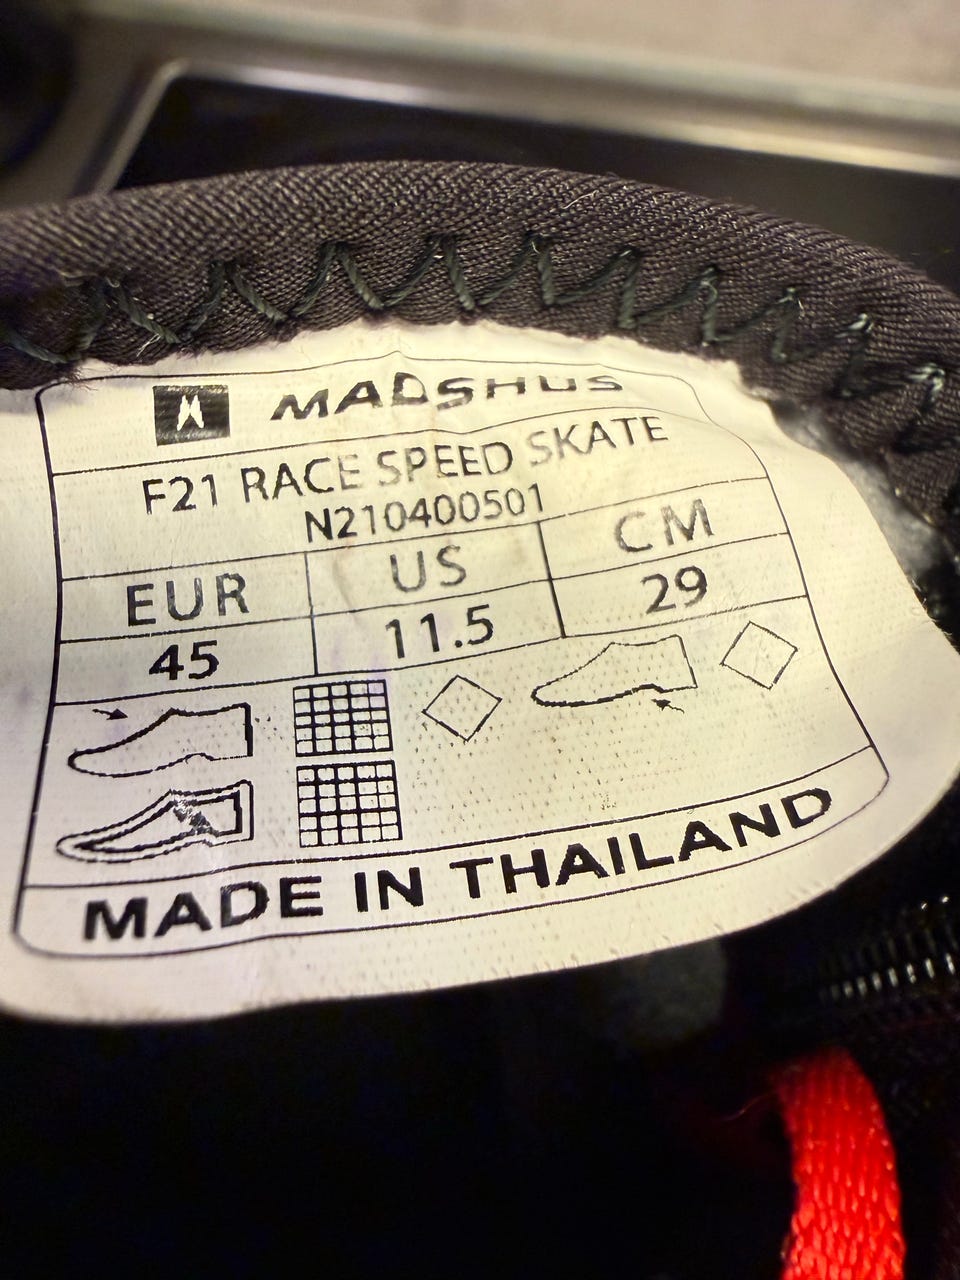 MADSHUS
F21 RACE SPEED SKATE
N210400501
EUR US CM
45 11.5 29
MADE IN THAILAND